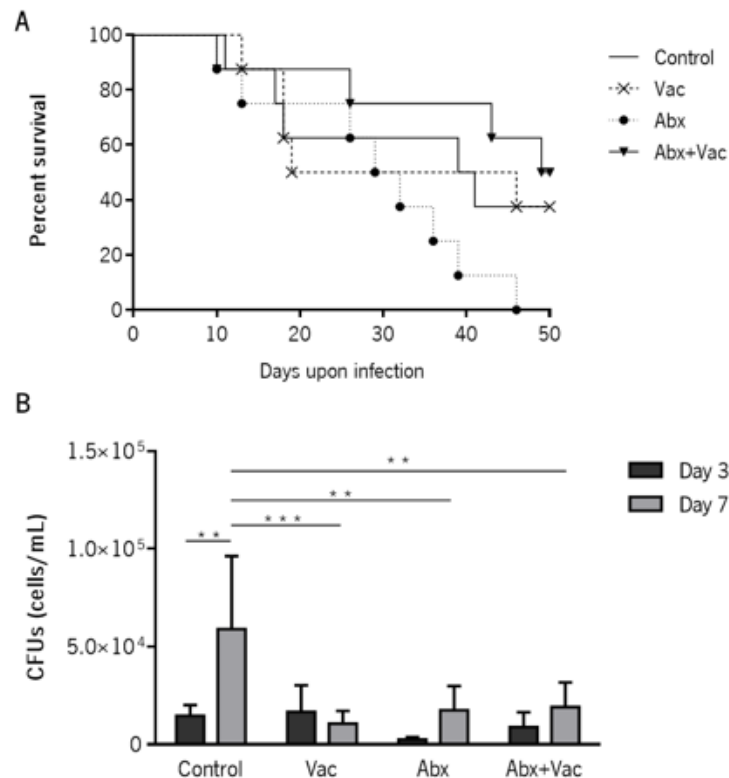 A
100
80
60
40
20
0
Percent survival
0 10 20 30 40 50
Days upon infection
Control
Vac
Abx
Abx+Vac
B
1.5×10⁵
1.0×10⁵
5.0×10⁴
0
CFUs (cells/mL)
**
**
***
**
Control Vac Abx Abx+Vac
Day 3
Day 7